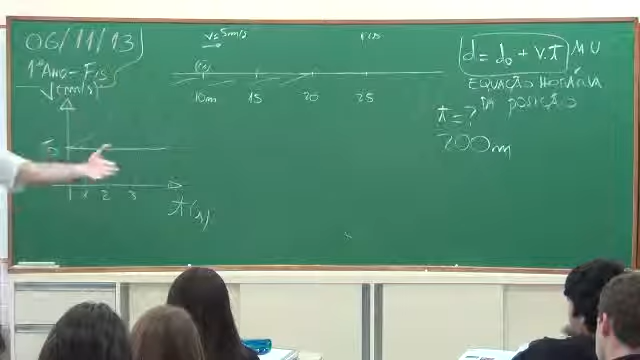 06/11/13
1º Ano - Fís
V(m/s)
5
1 2 3
t(s)
V=5m/s
10m 15 20 25
d = d₀ + V.t MU
EQUAÇÃO HORÁRIA
DA POSIÇÃO
t = ?
200m